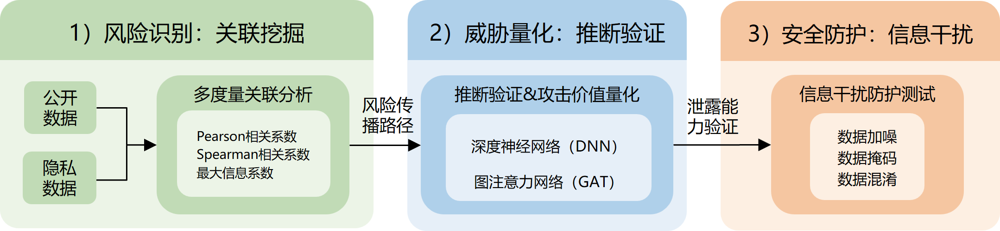 1）风险识别：关联挖掘
公开
数据
隐私
数据
多度量关联分析
Pearson相关系数
Spearman相关系数
最大信息系数
风险传
播路径
2）威胁量化：推断验证
推断验证&攻击价值量化
深度神经网络（DNN）
图注意力网络（GAT）
泄露能
力验证
3）安全防护：信息干扰
信息干扰防护测试
数据加噪
数据掩码
数据混淆